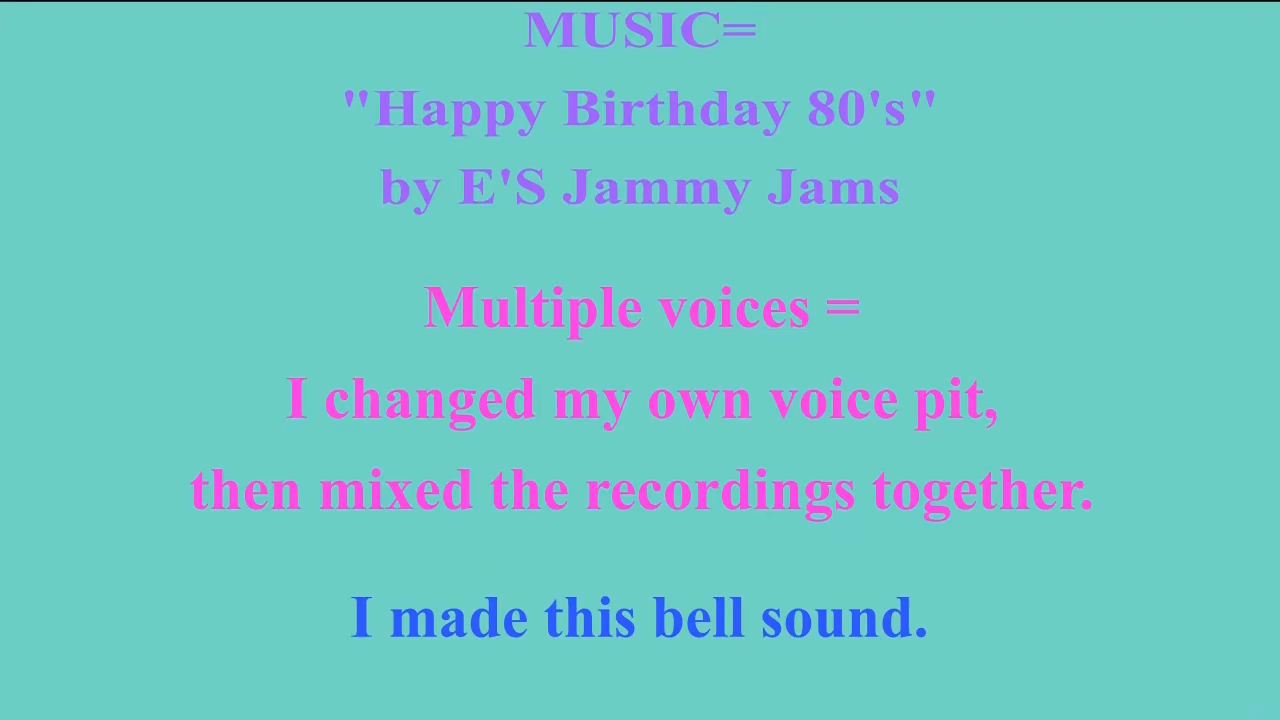 MUSIC=
"Happy Birthday 80's"
by E'S Jammy Jams
Multiple voices =
I changed my own voice pit,
then mixed the recordings together.
I made this bell sound.